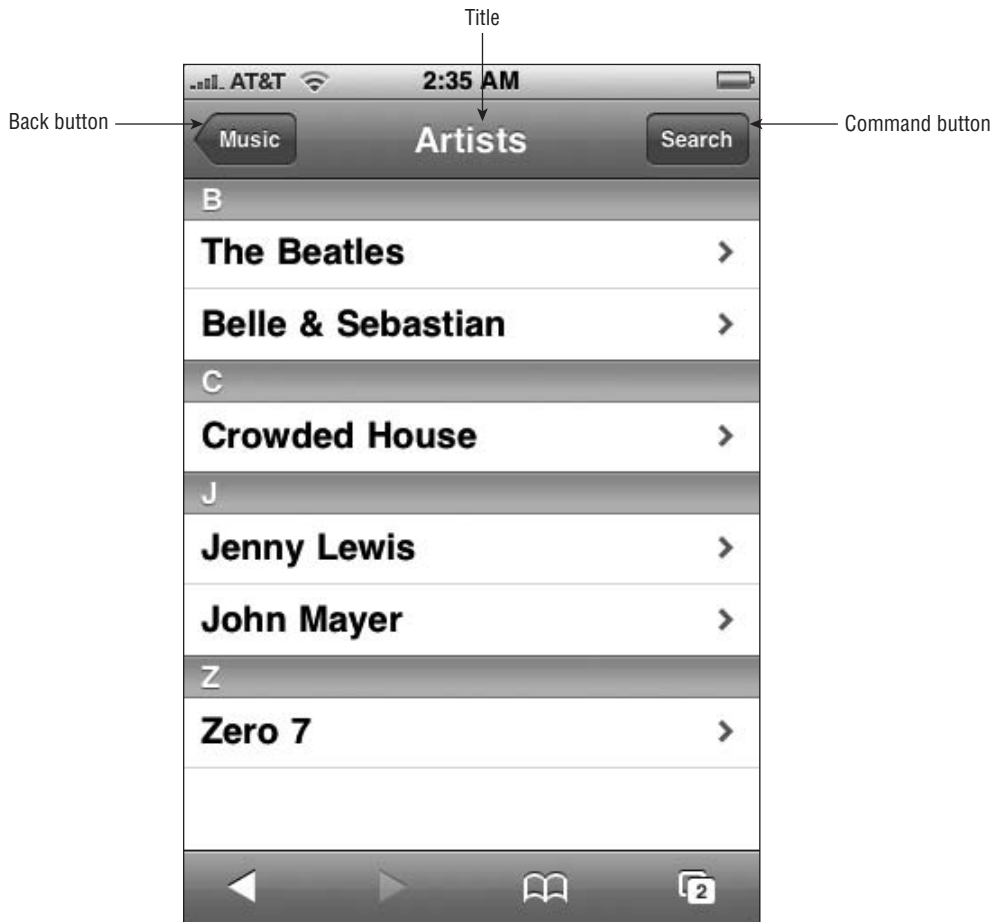 Title
AT&T 2:35 AM
Back button
Music Artists Search
Command button
B
The Beatles
Belle & Sebastian
C
Crowded House
J
Jenny Lewis
John Mayer
Z
Zero 7
2